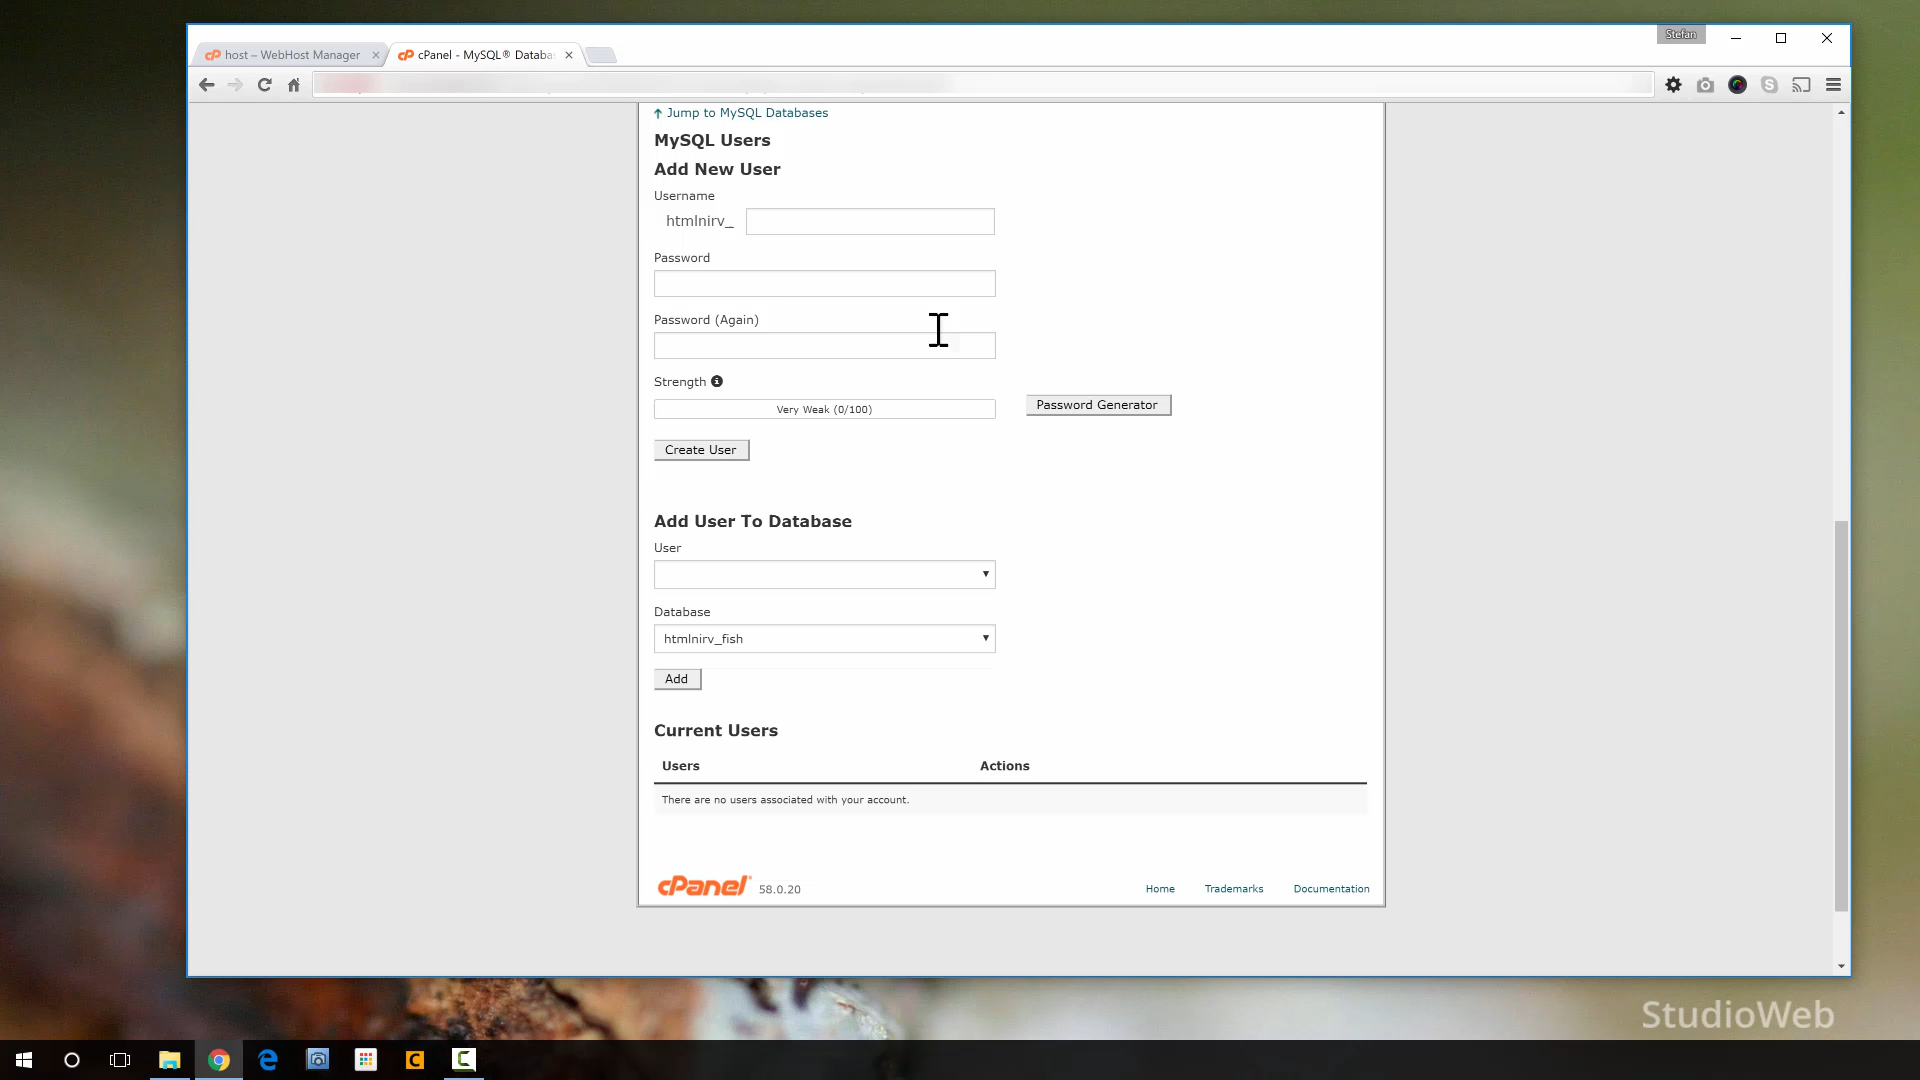 Stefan
host – WebHost Manager
cPanel - MySQL® Databa
Jump to MySQL Databases
MySQL Users
Add New User
Username
htmlnirv_
Password
Password (Again)
Strength
Very Weak (0/100)
Password Generator
Create User
Add User To Database
User
Database
htmlnirv_fish
Add
Current Users
Users Actions
There are no users associated with your account.
cPanel 58.0.20 Home Trademarks Documentation
StudioWeb